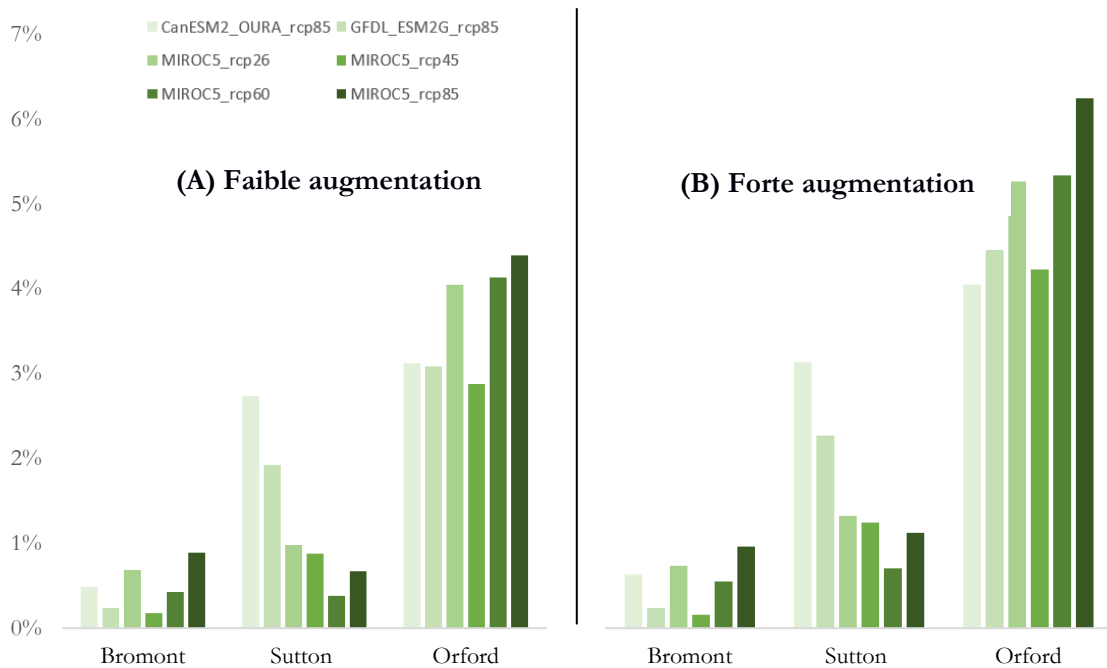 7%
6%
5%
4%
3%
2%
1%
0%
CanESM2_OURA_rcp85 GFDL_ESM2G_rcp85
MIROC5_rcp26 MIROC5_rcp45
MIROC5_rcp60 MIROC5_rcp85
(A) Faible augmentation
(B) Forte augmentation
Bromont Sutton Orford
Bromont Sutton Orford